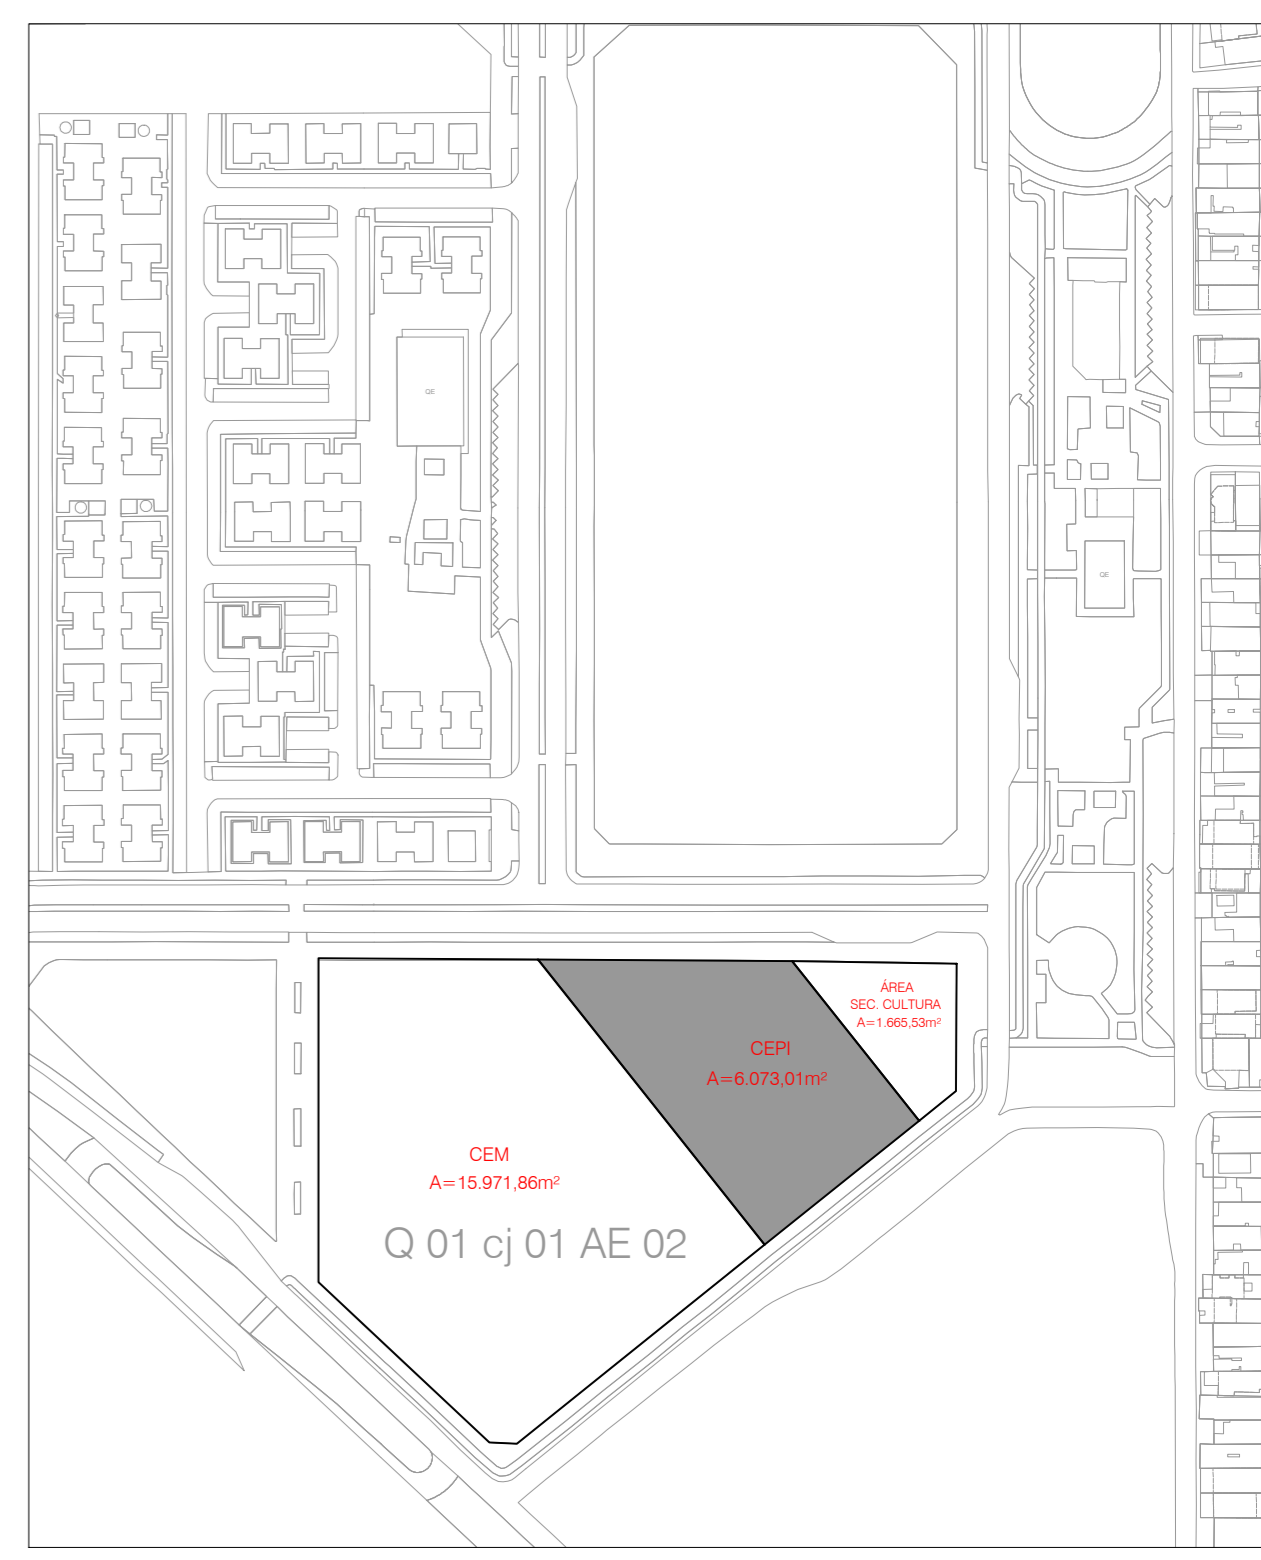 QE
QE
ÁREA
SEC. CULTURA
A=1.665,53m²
CEPI
A=6.073,01m²
CEM
A=15.971,86m²
Q 01 cj 01 AE 02